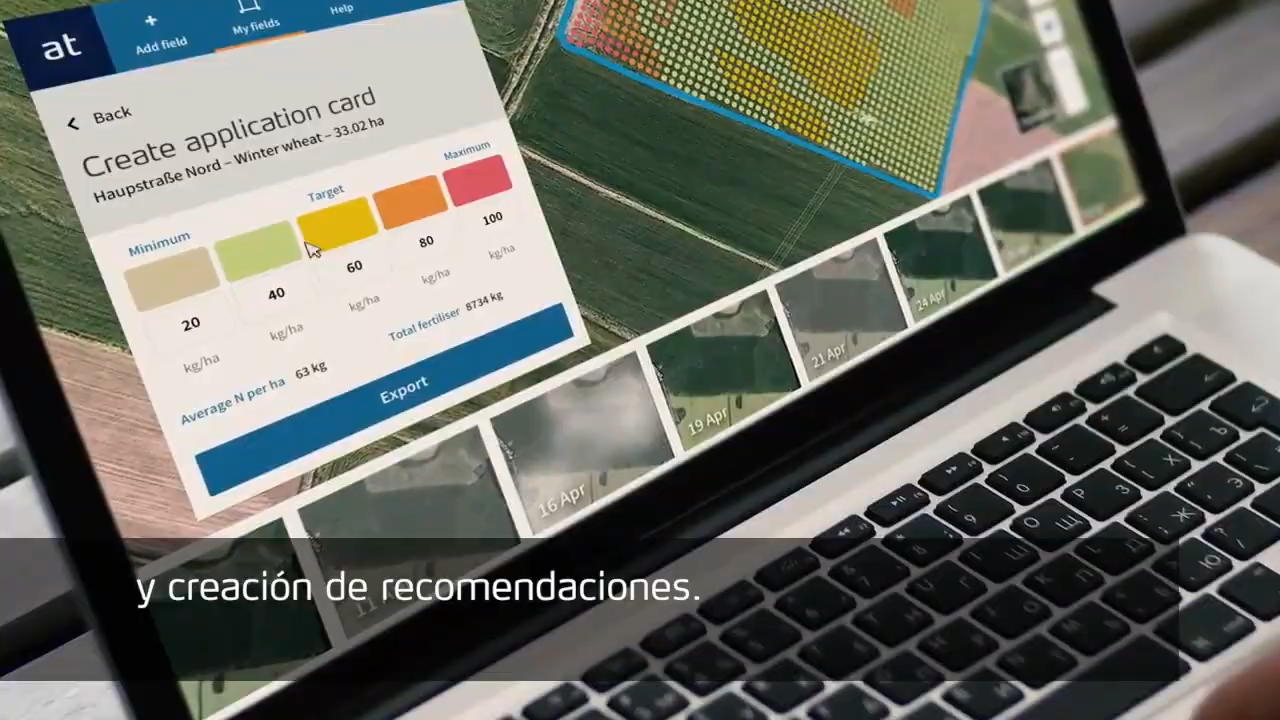 at
Add field
My fields
Help
Back
Create application card
Haupstraße Nord – Winter wheat – 33.02 ha
Minimum
Target
Maximum
20
40
60
80
100
kg/ha
kg/ha
kg/ha
kg/ha
kg/ha
Average N per ha 63 kg
Total fertiliser 8734 kg
Export
16 Apr
19 Apr
21 Apr
24 Apr
y creación de recomendaciones.